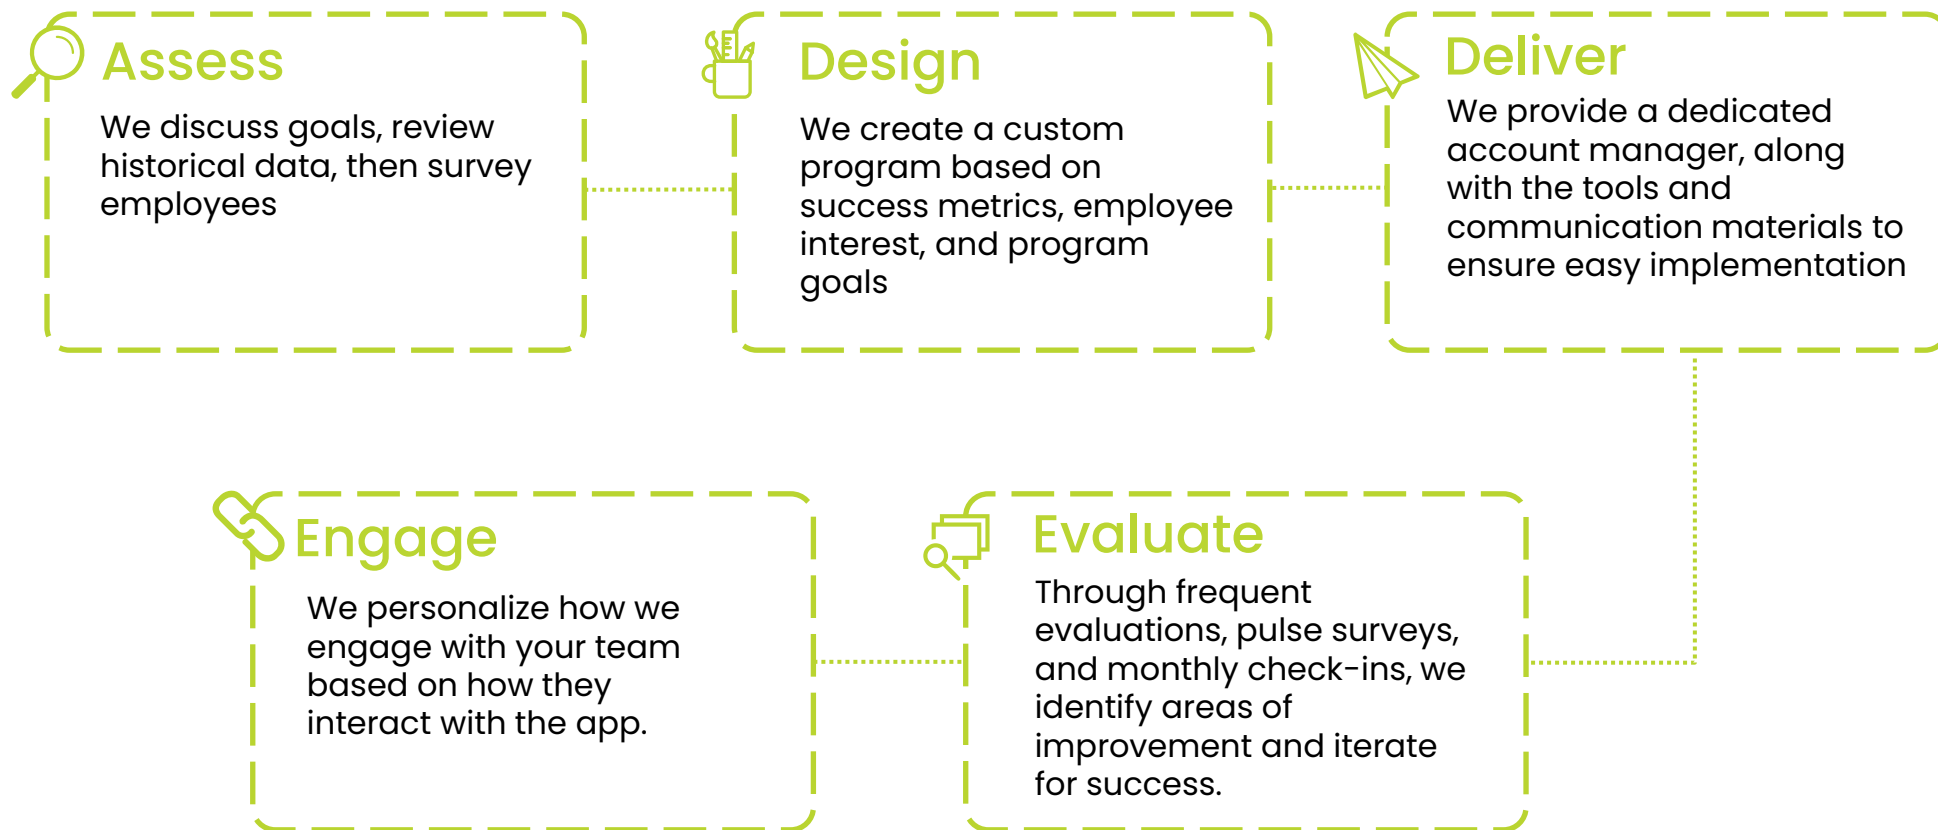 Assess
We discuss goals, review
historical data, then survey
employees
Design
We create a custom
program based on
success metrics, employee
interest, and program
goals
Deliver
We provide a dedicated
account manager, along
with the tools and
communication materials to
ensure easy implementation
Engage
We personalize how we
engage with your team
based on how they
interact with the app.
Evaluate
Through frequent
evaluations, pulse surveys,
and monthly check-ins, we
identify areas of
improvement and iterate
for success.